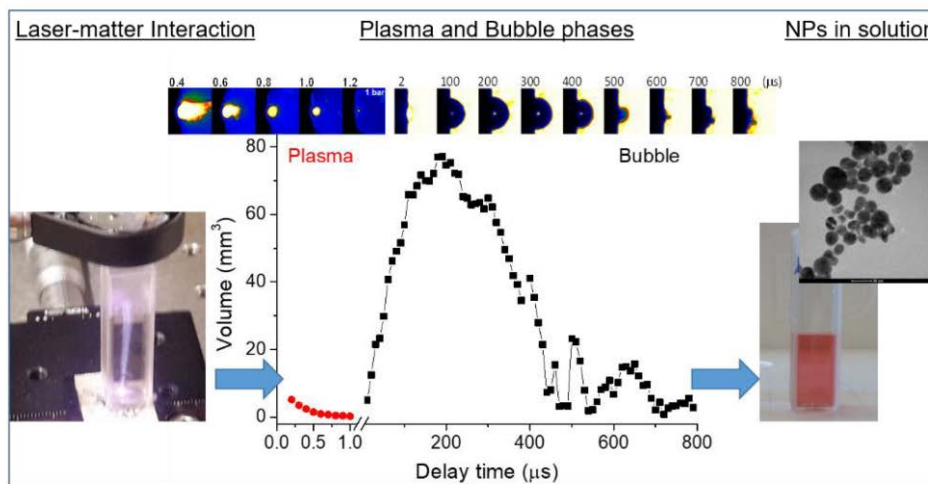 Laser-matter Interaction
Plasma and Bubble phases
NPs in solution
0.4 0.6 0.8 1.0 1.2
1 bar
2 100 200 300 400 500 600 700 800 (μs)
Plasma
Bubble
Volume (mm³)
80
60
40
20
0
0.0 0.5 1.0 200 400 600 800
Delay time (μs)